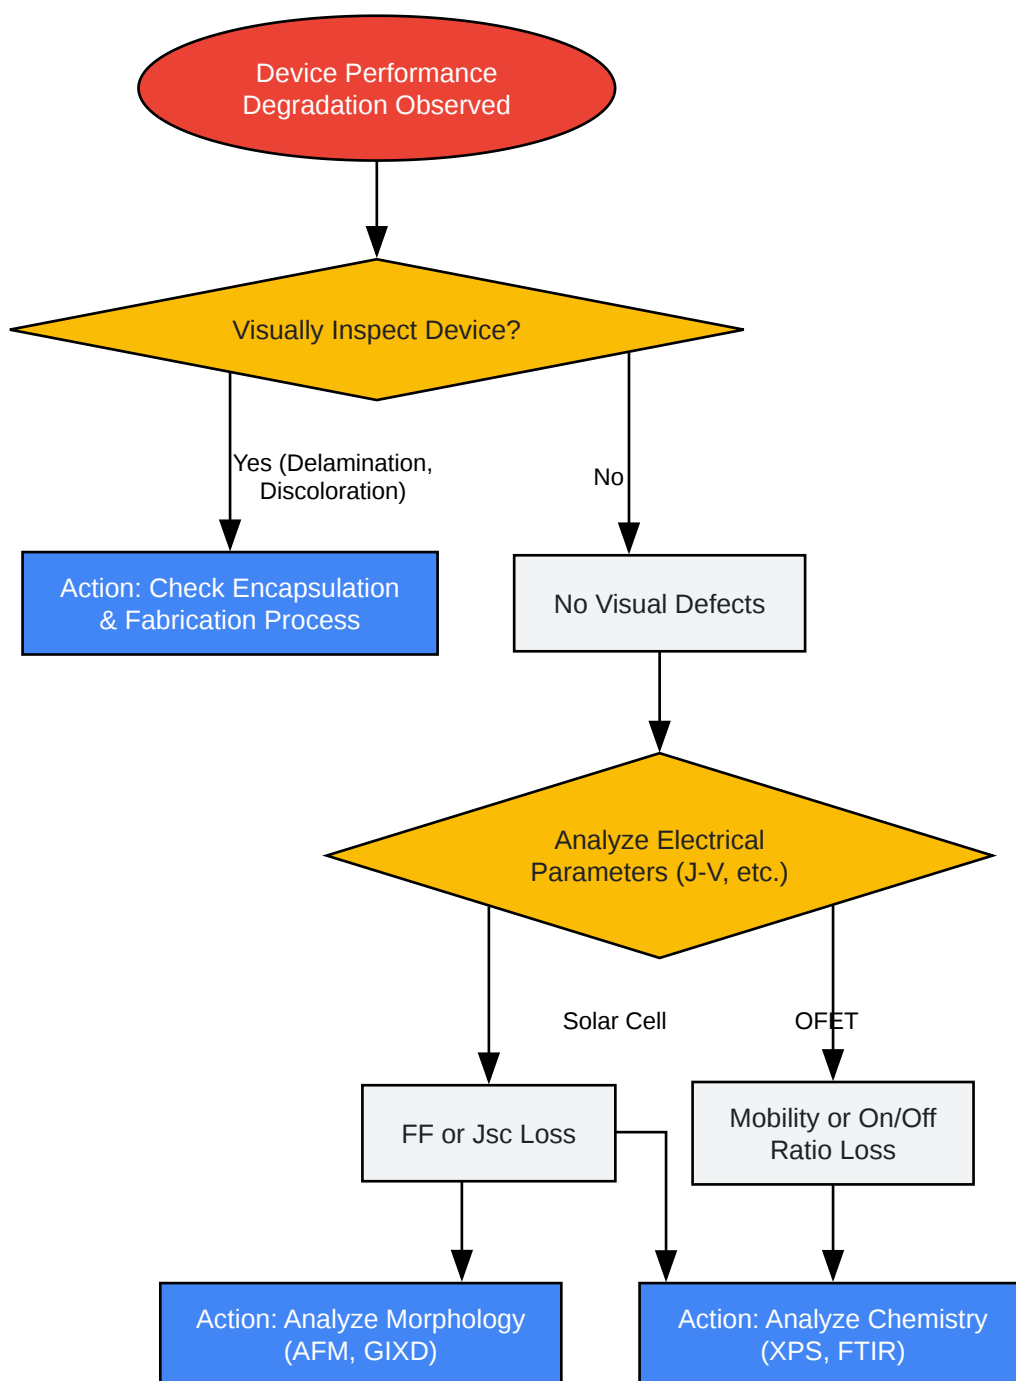 Device Performance
Degradation Observed
Visually Inspect Device?
Yes (Delamination,
Discoloration)
No
Action: Check Encapsulation
& Fabrication Process
No Visual Defects
Analyze Electrical
Parameters (J-V, etc.)
Solar Cell
OFET
FF or Jsc Loss
Mobility or On/Off
Ratio Loss
Action: Analyze Morphology
(AFM, GIXD)
Action: Analyze Chemistry
(XPS, FTIR)